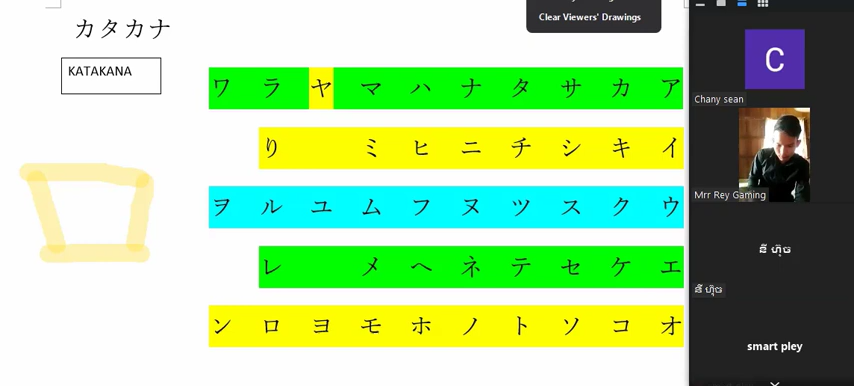 カタカナ
KATAKANA
Clear Viewers' Drawings
ワ ラ ヤ マ ハ ナ タ サ カ ア
り ミ ヒ ニ チ シ キ イ
ヲ ル ユ ム フ ヌ ツ ス ク ウ
レ メ ヘ ネ テ セ ケ エ
ン ロ ヨ モ ホ ノ ト ソ コ オ
C
Chany sean
Mrr Rey Gaming
នី ហ៊ុច
នី ហ៊ុច
smart pley